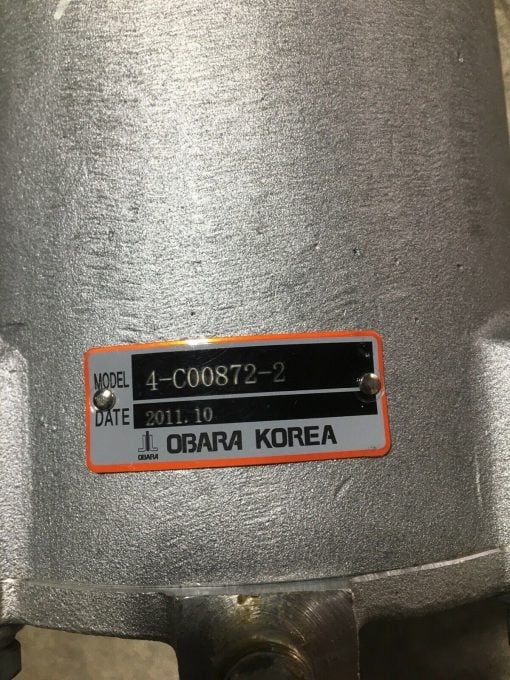 MODEL 4-C00872-2
DATE 2011.10
OBARA OBARA KOREA